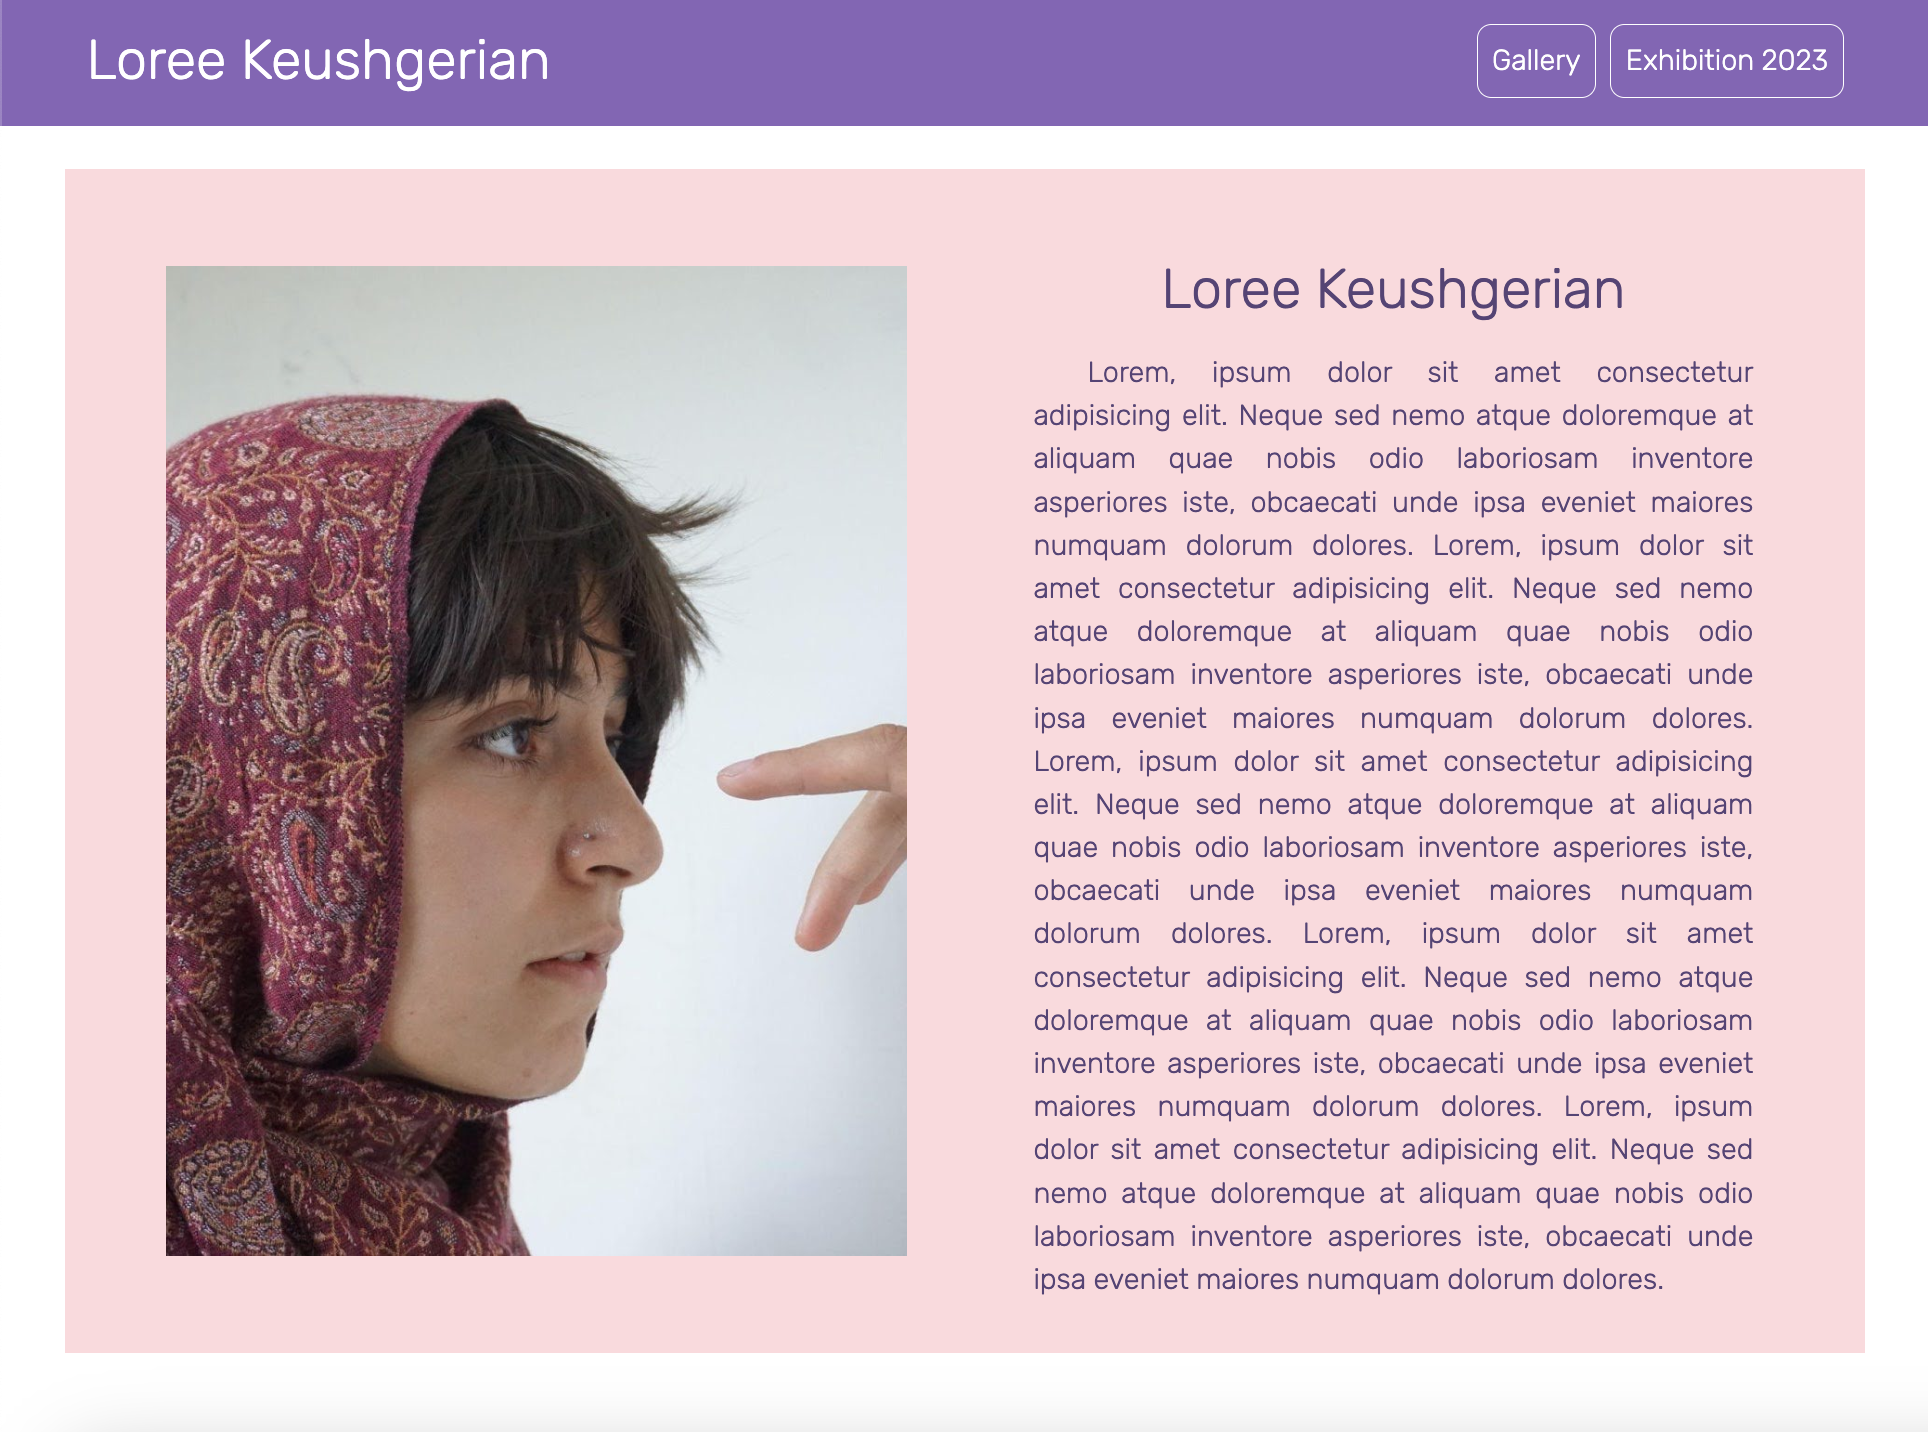 Loree Keushgerian
Gallery
Exhibition 2023
Loree Keushgerian
Lorem, ipsum dolor sit amet consectetur
adipisicing elit. Neque sed nemo atque doloremque at
aliquam quae nobis odio laboriosam inventore
asperiores iste, obcaecati unde ipsa eveniet maiores
numquam dolorum dolores. Lorem, ipsum dolor sit
amet consectetur adipisicing elit. Neque sed nemo
atque doloremque at aliquam quae nobis odio
laboriosam inventore asperiores iste, obcaecati unde
ipsa eveniet maiores numquam dolorum dolores.
Lorem, ipsum dolor sit amet consectetur adipisicing
elit. Neque sed nemo atque doloremque at aliquam
quae nobis odio laboriosam inventore asperiores iste,
obcaecati unde ipsa eveniet maiores numquam
dolorum dolores. Lorem, ipsum dolor sit amet
consectetur adipisicing elit. Neque sed nemo atque
doloremque at aliquam quae nobis odio laboriosam
inventore asperiores iste, obcaecati unde ipsa eveniet
maiores numquam dolorum dolores. Lorem, ipsum
dolor sit amet consectetur adipisicing elit. Neque sed
nemo atque doloremque at aliquam quae nobis odio
laboriosam inventore asperiores iste, obcaecati unde
ipsa eveniet maiores numquam dolorum dolores.